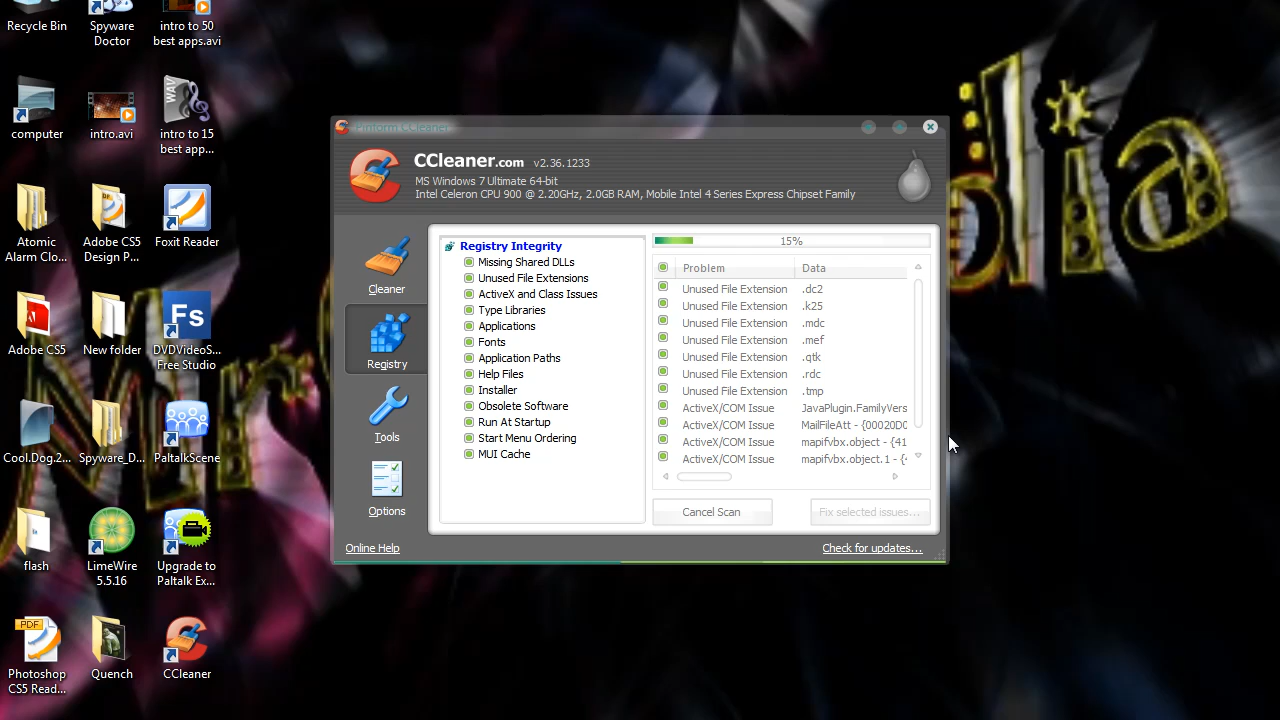 Recycle Bin
Spyware
Doctor
intro to 50
best apps.avi
computer
intro.avi
WAV
intro to 15
best app...
Atomic
Alarm Clo...
Adobe CS5
Design P...
Foxit Reader
Adobe CS5
New folder
Fs
DVDVideoS...
Free Studio
Cool.Dog.2...
Spyware_D...
PaltalkScene
flash
LimeWire
5.5.16
Upgrade to
Paltalk Ex...
PDF
Photoshop
CS5 Read...
Quench
CCleaner
Piriform CCleaner
CCleaner.com v2.36.1233
MS Windows 7 Ultimate 64-bit
Intel Celeron CPU 900 @ 2.20GHz, 2.0GB RAM, Mobile Intel 4 Series Express Chipset Family
Cleaner
Registry
Tools
Options
Registry Integrity
Missing Shared DLLs
Unused File Extensions
ActiveX and Class Issues
Type Libraries
Applications
Fonts
Application Paths
Help Files
Installer
Obsolete Software
Run At Startup
Start Menu Ordering
MUI Cache
15%
Problem Data
Unused File Extension .dc2
Unused File Extension .k25
Unused File Extension .mdc
Unused File Extension .mef
Unused File Extension .qtk
Unused File Extension .rdc
Unused File Extension .tmp
ActiveX/COM Issue JavaPlugin.FamilyVers
ActiveX/COM Issue MailFileAtt - {00020D0
ActiveX/COM Issue mapifvbx.object - {41
ActiveX/COM Issue mapifvbx.object.1 - {4
Cancel Scan
Fix selected issues...
Online Help
Check for updates...